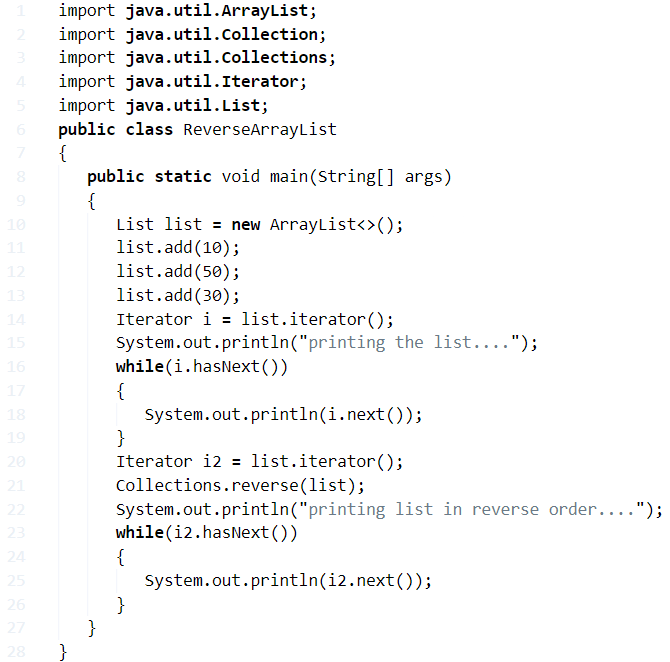 1 import java.util.ArrayList;
2 import java.util.Collection;
3 import java.util.Collections;
4 import java.util.Iterator;
5 import java.util.List;
6 public class ReverseArrayList
7 {
8 public static void main(String[] args)
9 {
10 List list = new ArrayList<>();
11 list.add(10);
12 list.add(50);
13 list.add(30);
14 Iterator i = list.iterator();
15 System.out.println("printing the list....");
16 while(i.hasNext())
17 {
18 System.out.println(i.next());
19 }
20 Iterator i2 = list.iterator();
21 Collections.reverse(list);
22 System.out.println("printing list in reverse order....");
23 while(i2.hasNext())
24 {
25 System.out.println(i2.next());
26 }
27 }
28 }